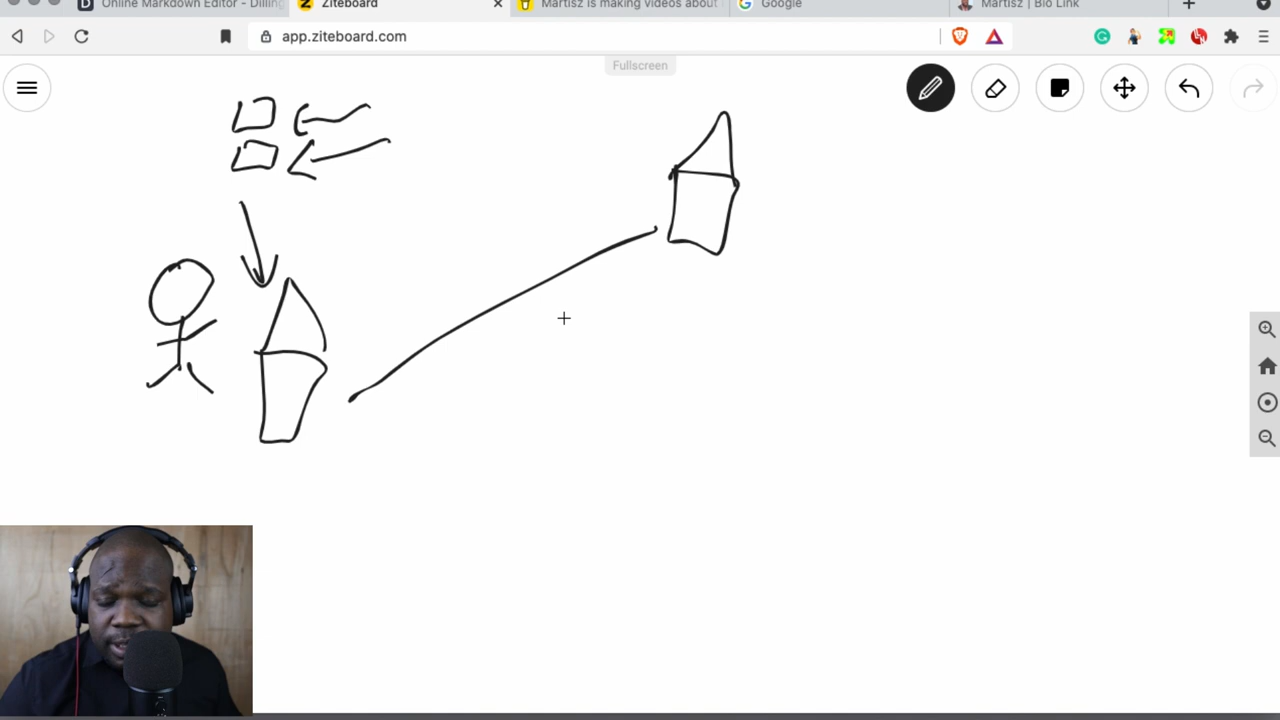 Online Markdown Editor - Dilling
Ziteboard
Martisz is making videos about
Google
Martisz | Bio Link
app.ziteboard.com
Fullscreen